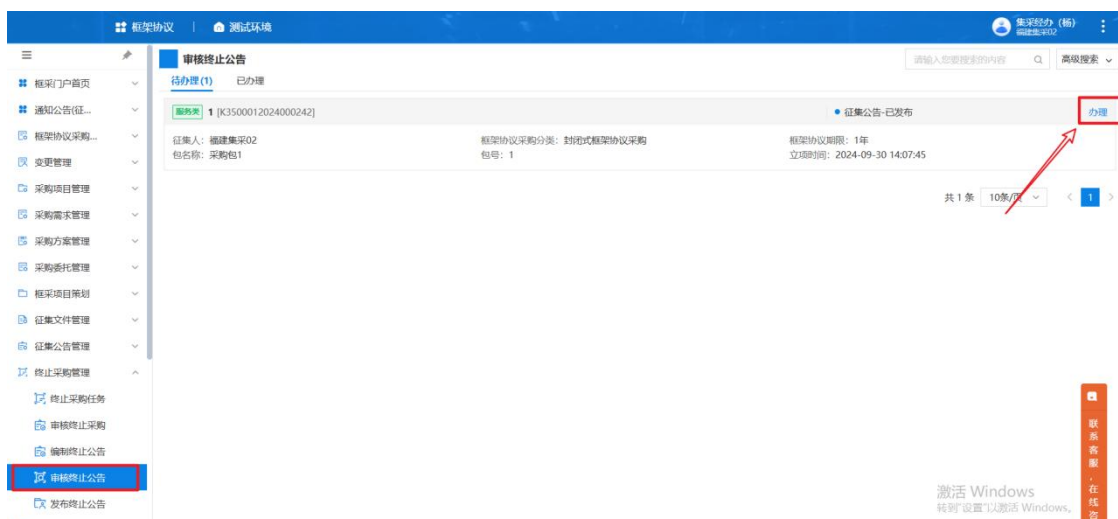 框架协议 测试环境 集采经办（杨）
福建集采02
审核终止公告 请输入您要搜索的内容 高级搜索
待办理(1) 已办理
框采门户首页
通知公告(征...
框架协议采购...
变更管理
采购项目管理
采购需求管理
采购方案管理
采购委托管理
框采项目策划
征集文件管理
征集公告管理
终止采购管理
终止采购任务
审核终止采购
编制终止公告
审核终止公告
发布终止公告
服务类 1 [K3500012024000242] 征集公告-已发布 办理
征集人：福建集采02 框架协议采购分类：封闭式框架协议采购 框架协议期限：1年
包名称：采购包1 包号：1 立项时间：2024-09-30 14:07:45
共 1 条 10条/页 1
联系客服，在线咨
激活 Windows
转到"设置"以激活 Windows。